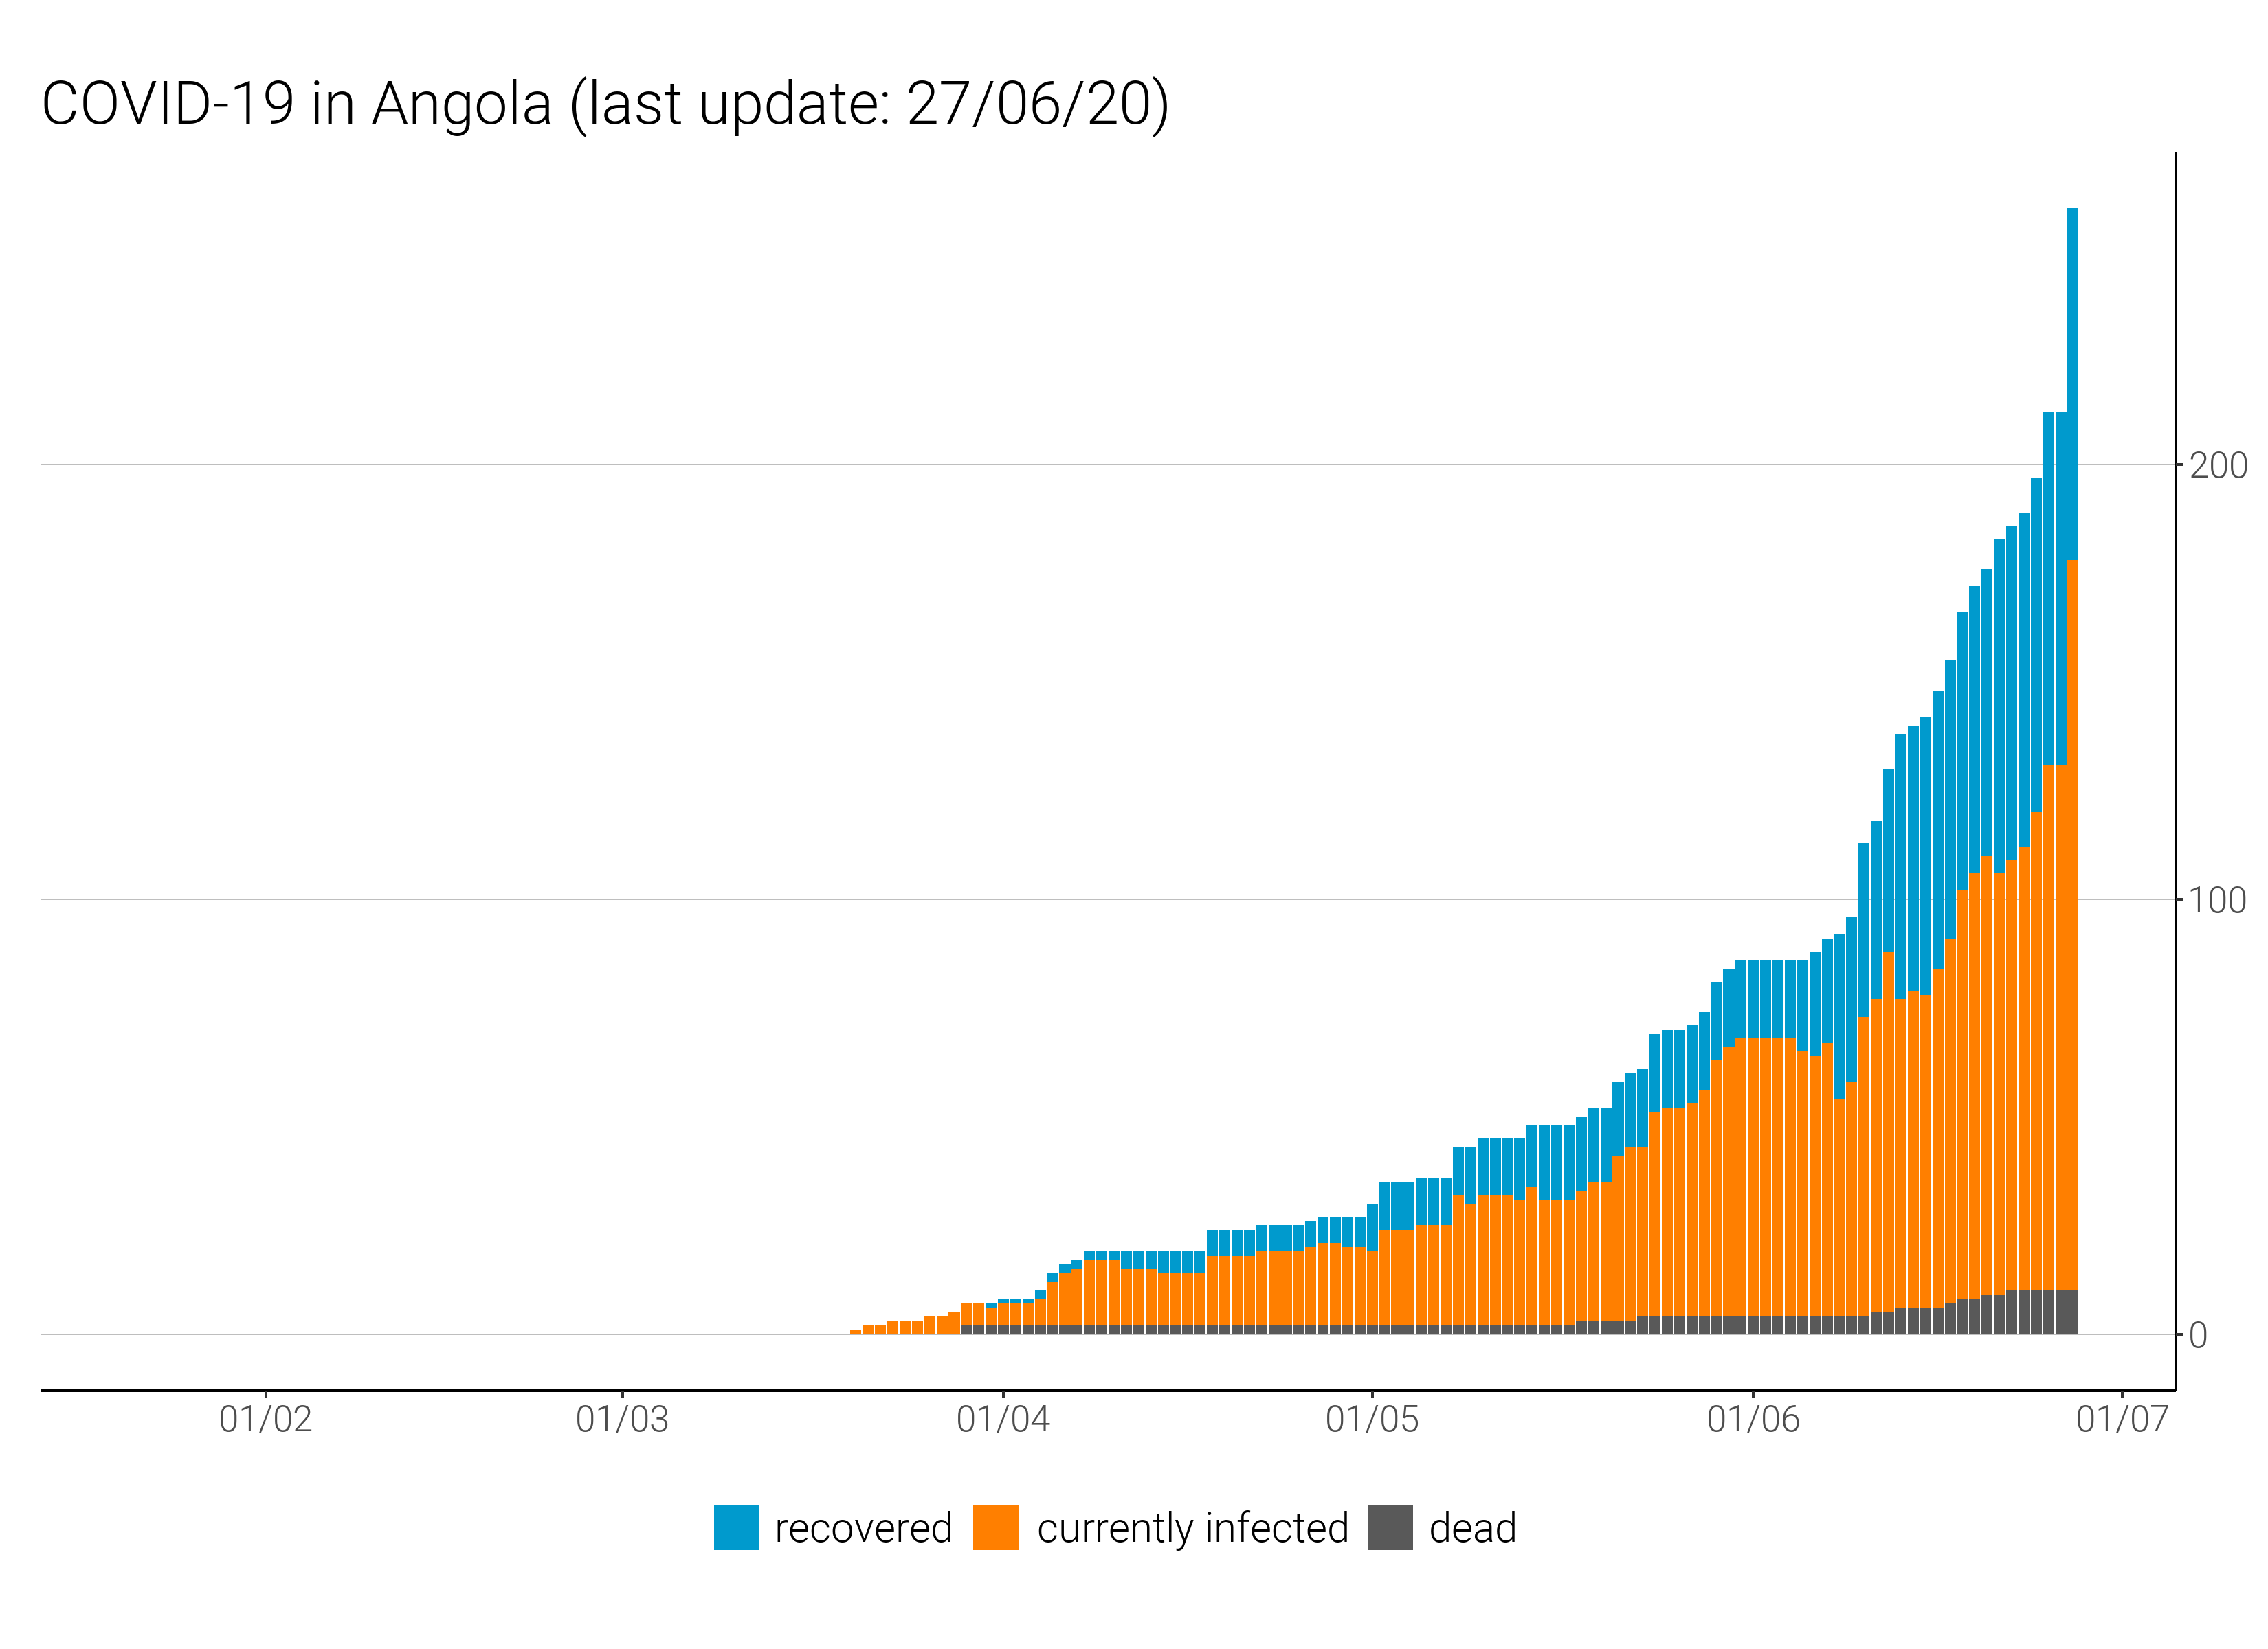 COVID-19 in Angola (last update: 27/06/20)
200
100
0
01/02 01/03 01/04 01/05 01/06 01/07
recovered currently infected dead